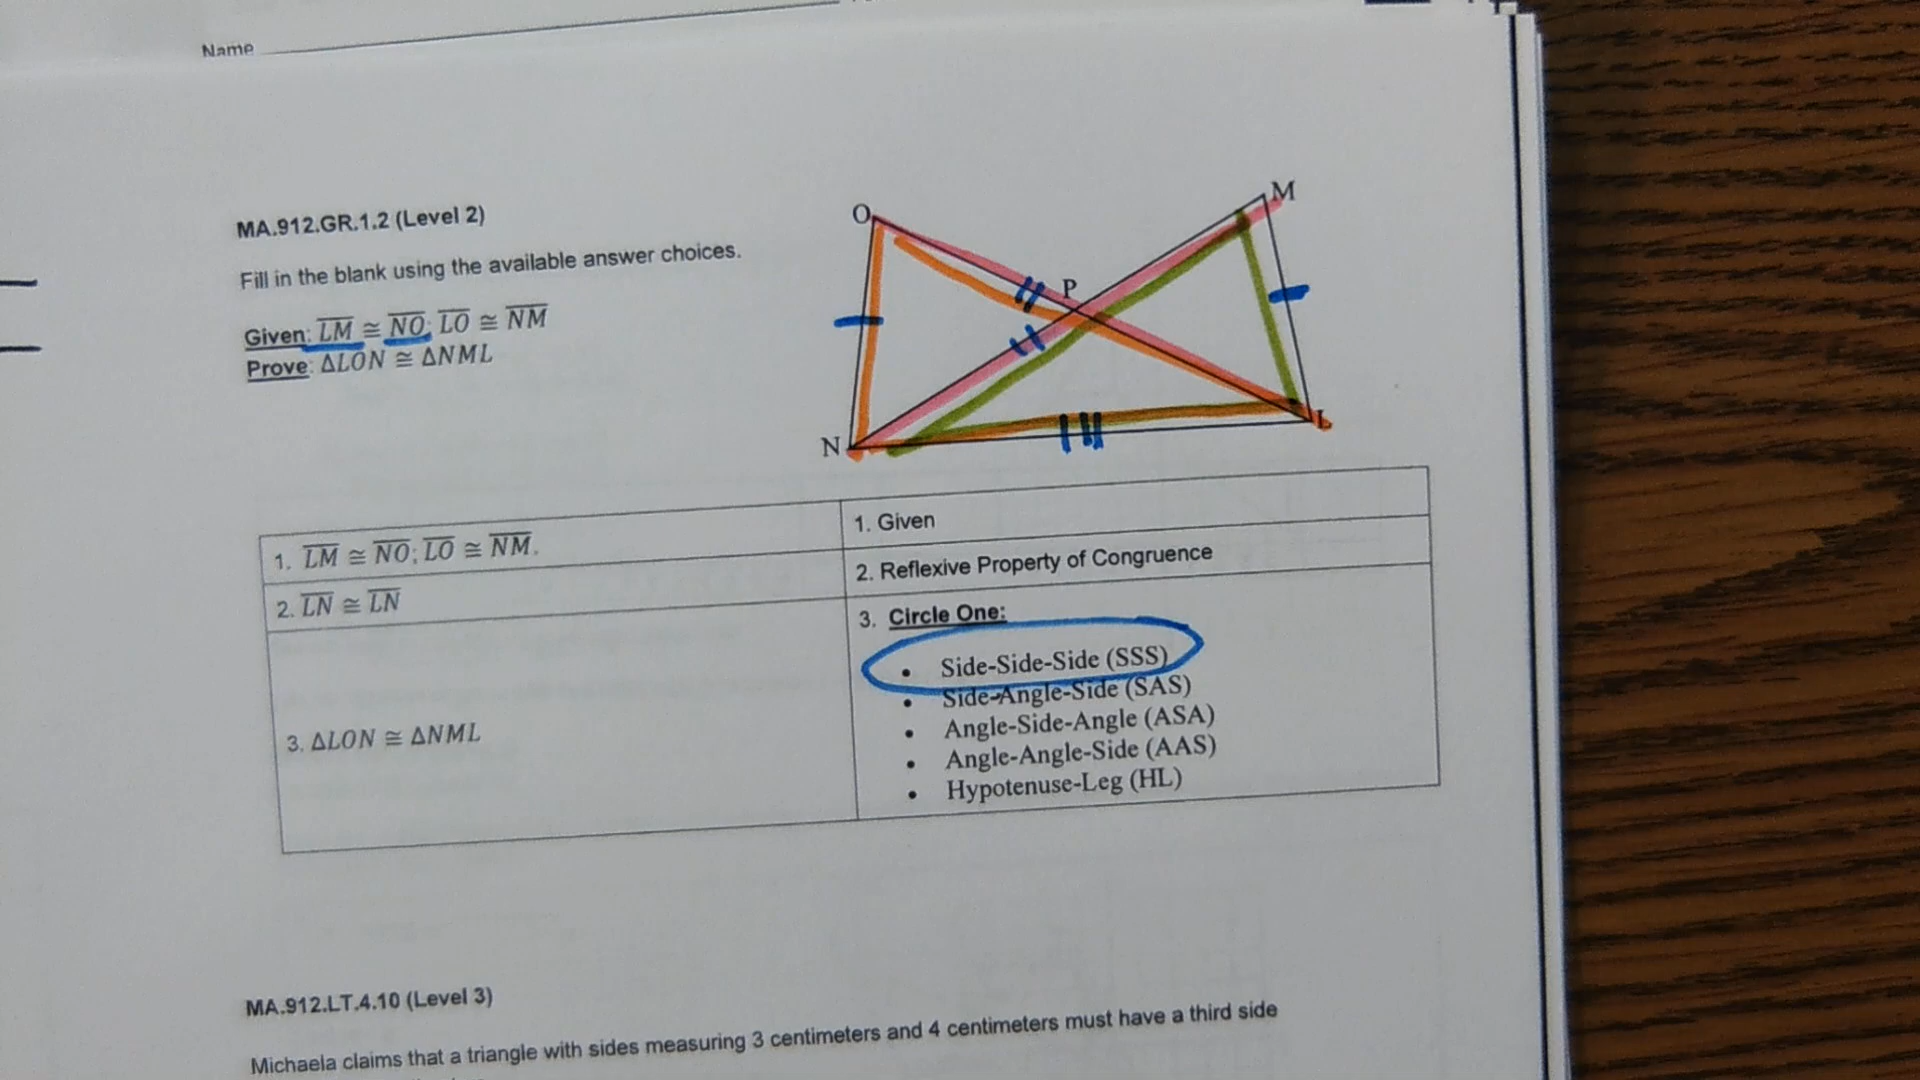 Name
MA.912.GR.1.2 (Level 2)
Fill in the blank using the available answer choices.
Given: LM ≅ NO; LO ≅ NM
Prove: ΔLON ≅ ΔNML
O
M
P
N
L
1. LM ≅ NO; LO ≅ NM.
1. Given
2. LN ≅ LN
2. Reflexive Property of Congruence
3. ΔLON ≅ ΔNML
3. Circle One:
• Side-Side-Side (SSS)
• Side-Angle-Side (SAS)
• Angle-Side-Angle (ASA)
• Angle-Angle-Side (AAS)
• Hypotenuse-Leg (HL)
MA.912.LT.4.10 (Level 3)
Michaela claims that a triangle with sides measuring 3 centimeters and 4 centimeters must have a third side